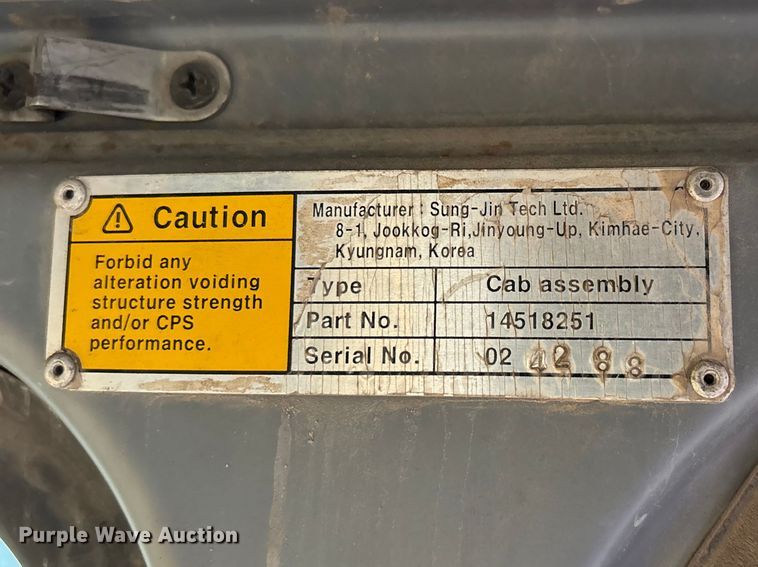 Caution
Forbid any
alteration voiding
structure strength
and/or CPS
performance.
Manufacturer : Sung-Jin Tech Ltd.
8-1, Jookkog-Ri,Jinyoung-Up, Kimhae-City,
Kyungnam, Korea
Type Cab assembly
Part No. 14518251
Serial No. 02 4288
Purple Wave Auction